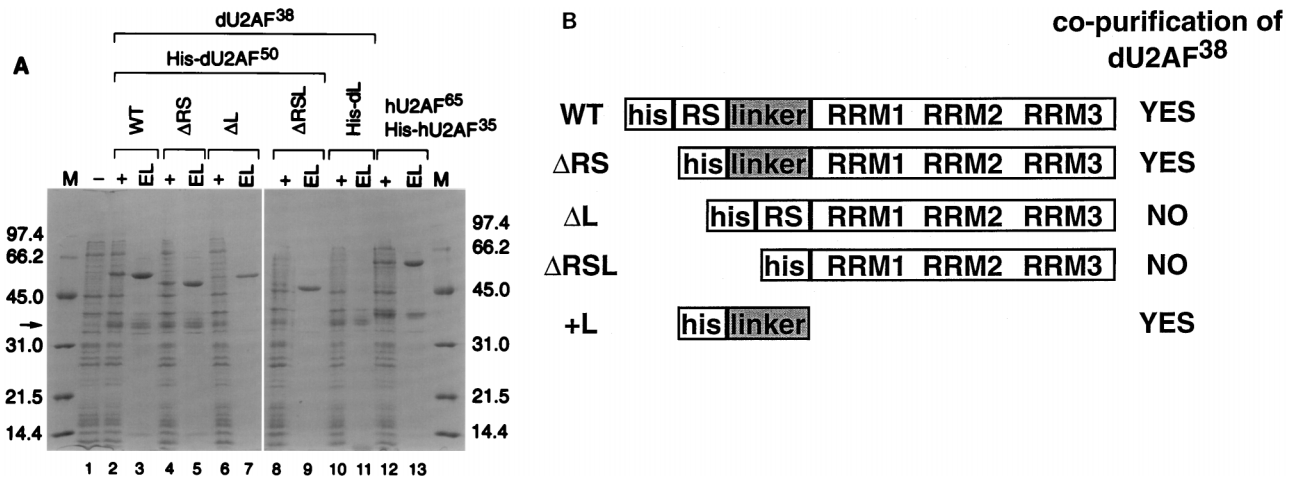 A
dU2AF38
His-dU2AF50
WT ΔRS ΔL ΔRSL His-dL hU2AF65
His-hU2AF35
M – + EL + EL + EL + EL + EL + EL M
97.4 97.4
66.2 66.2
45.0 45.0
31.0 31.0
21.5 21.5
14.4 14.4
1 2 3 4 5 6 7 8 9 10 11 12 13
B
co-purification of
dU2AF38
WT his RS linker RRM1 RRM2 RRM3 YES
ΔRS his linker RRM1 RRM2 RRM3 YES
ΔL his RS RRM1 RRM2 RRM3 NO
ΔRSL his RRM1 RRM2 RRM3 NO
+L his linker YES